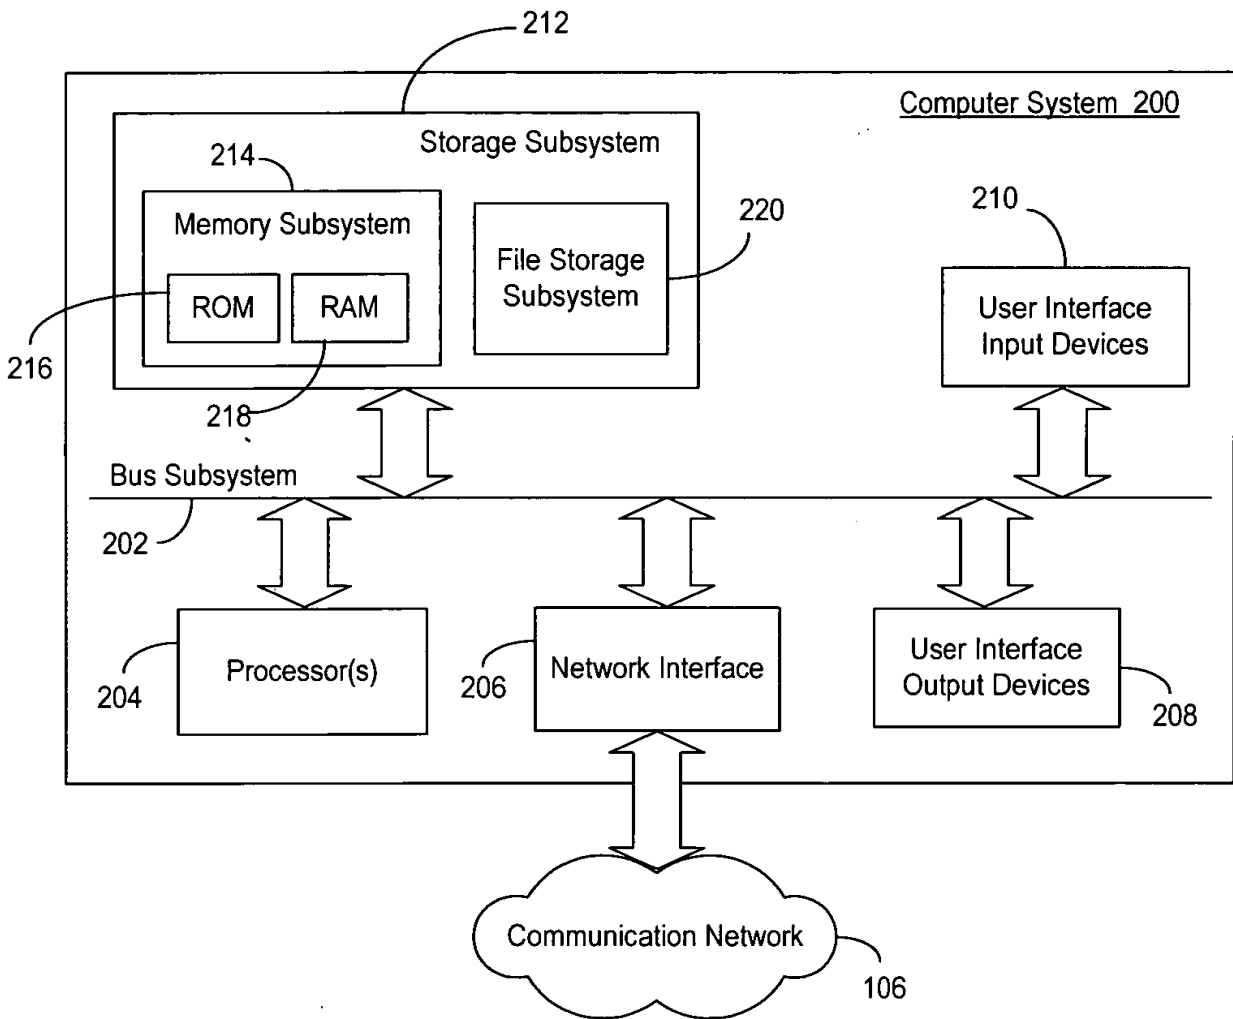 212
Computer System 200
Storage Subsystem
214
210
Memory Subsystem
220
File Storage
Subsystem
ROM
RAM
User Interface
Input Devices
216
218
Bus Subsystem
202
Processor(s)
Network Interface
User Interface
Output Devices
204
206
208
Communication Network
106